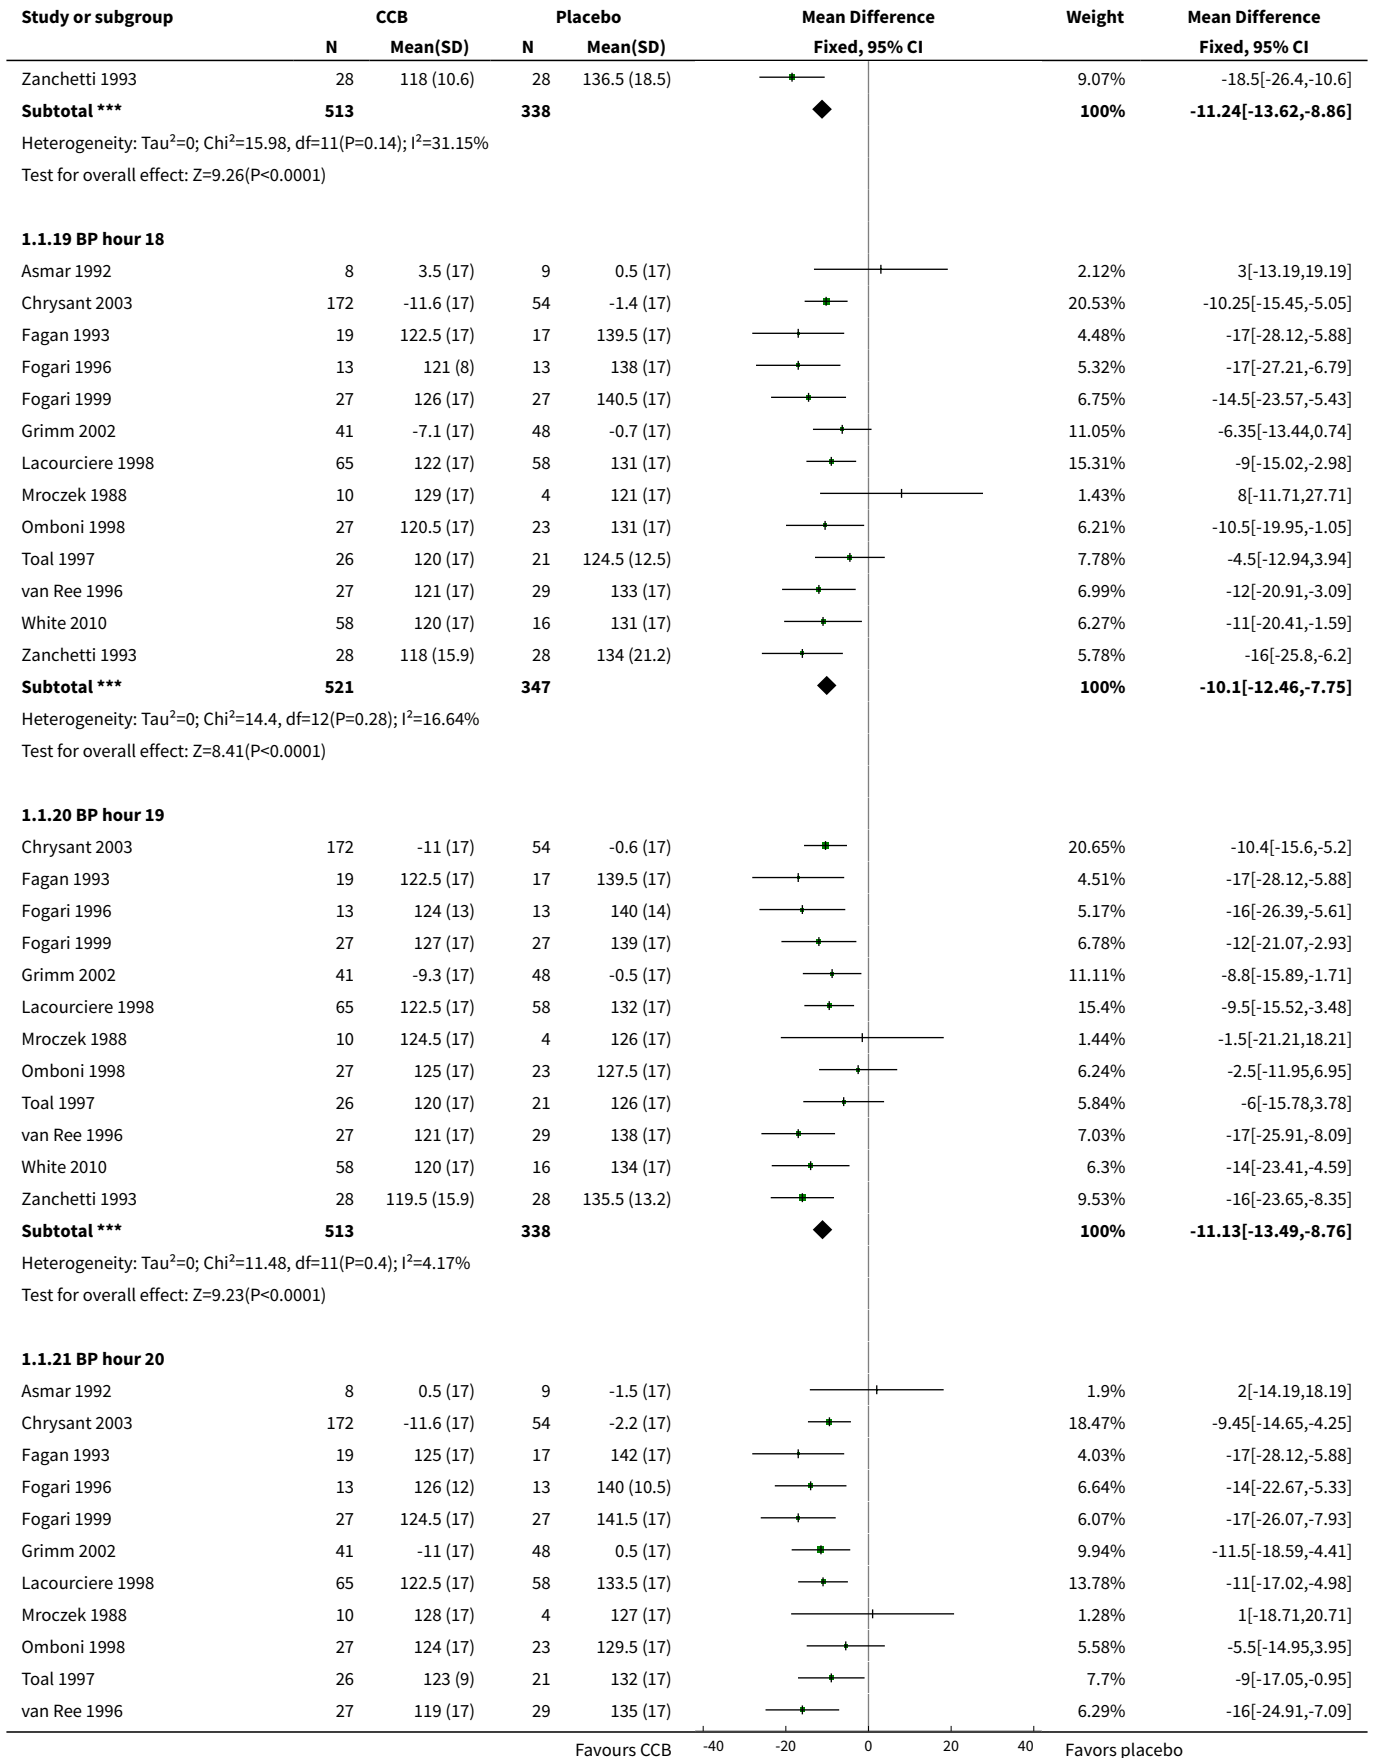 Study or subgroup CCB Placebo Mean Difference Weight Mean Difference
N Mean(SD) N Mean(SD) Fixed, 95% CI Fixed, 95% CI
Zanchetti 1993 28 118 (10.6) 28 136.5 (18.5) 9.07% -18.5[-26.4,-10.6]
Subtotal *** 513 338 100% -11.24[-13.62,-8.86]
Heterogeneity: Tau²=0; Chi²=15.98, df=11(P=0.14); I²=31.15%
Test for overall effect: Z=9.26(P<0.0001)
1.1.19 BP hour 18
Asmar 1992 8 3.5 (17) 9 0.5 (17) 2.12% 3[-13.19,19.19]
Chrysant 2003 172 -11.6 (17) 54 -1.4 (17) 20.53% -10.25[-15.45,-5.05]
Fagan 1993 19 122.5 (17) 17 139.5 (17) 4.48% -17[-28.12,-5.88]
Fogari 1996 13 121 (8) 13 138 (17) 5.32% -17[-27.21,-6.79]
Fogari 1999 27 126 (17) 27 140.5 (17) 6.75% -14.5[-23.57,-5.43]
Grimm 2002 41 -7.1 (17) 48 -0.7 (17) 11.05% -6.35[-13.44,0.74]
Lacourciere 1998 65 122 (17) 58 131 (17) 15.31% -9[-15.02,-2.98]
Mroczek 1988 10 129 (17) 4 121 (17) 1.43% 8[-11.71,27.71]
Omboni 1998 27 120.5 (17) 23 131 (17) 6.21% -10.5[-19.95,-1.05]
Toal 1997 26 120 (17) 21 124.5 (12.5) 7.78% -4.5[-12.94,3.94]
van Ree 1996 27 121 (17) 29 133 (17) 6.99% -12[-20.91,-3.09]
White 2010 58 120 (17) 16 131 (17) 6.27% -11[-20.41,-1.59]
Zanchetti 1993 28 118 (15.9) 28 134 (21.2) 5.78% -16[-25.8,-6.2]
Subtotal *** 521 347 100% -10.1[-12.46,-7.75]
Heterogeneity: Tau²=0; Chi²=14.4, df=12(P=0.28); I²=16.64%
Test for overall effect: Z=8.41(P<0.0001)
1.1.20 BP hour 19
Chrysant 2003 172 -11 (17) 54 -0.6 (17) 20.65% -10.4[-15.6,-5.2]
Fagan 1993 19 122.5 (17) 17 139.5 (17) 4.51% -17[-28.12,-5.88]
Fogari 1996 13 124 (13) 13 140 (14) 5.17% -16[-26.39,-5.61]
Fogari 1999 27 127 (17) 27 139 (17) 6.78% -12[-21.07,-2.93]
Grimm 2002 41 -9.3 (17) 48 -0.5 (17) 11.11% -8.8[-15.89,-1.71]
Lacourciere 1998 65 122.5 (17) 58 132 (17) 15.4% -9.5[-15.52,-3.48]
Mroczek 1988 10 124.5 (17) 4 126 (17) 1.44% -1.5[-21.21,18.21]
Omboni 1998 27 125 (17) 23 127.5 (17) 6.24% -2.5[-11.95,6.95]
Toal 1997 26 120 (17) 21 126 (17) 5.84% -6[-15.78,3.78]
van Ree 1996 27 121 (17) 29 138 (17) 7.03% -17[-25.91,-8.09]
White 2010 58 120 (17) 16 134 (17) 6.3% -14[-23.41,-4.59]
Zanchetti 1993 28 119.5 (15.9) 28 135.5 (13.2) 9.53% -16[-23.65,-8.35]
Subtotal *** 513 338 100% -11.13[-13.49,-8.76]
Heterogeneity: Tau²=0; Chi²=11.48, df=11(P=0.4); I²=4.17%
Test for overall effect: Z=9.23(P<0.0001)
1.1.21 BP hour 20
Asmar 1992 8 0.5 (17) 9 -1.5 (17) 1.9% 2[-14.19,18.19]
Chrysant 2003 172 -11.6 (17) 54 -2.2 (17) 18.47% -9.45[-14.65,-4.25]
Fagan 1993 19 125 (17) 17 142 (17) 4.03% -17[-28.12,-5.88]
Fogari 1996 13 126 (12) 13 140 (10.5) 6.64% -14[-22.67,-5.33]
Fogari 1999 27 124.5 (17) 27 141.5 (17) 6.07% -17[-26.07,-7.93]
Grimm 2002 41 -11 (17) 48 0.5 (17) 9.94% -11.5[-18.59,-4.41]
Lacourciere 1998 65 122.5 (17) 58 133.5 (17) 13.78% -11[-17.02,-4.98]
Mroczek 1988 10 128 (17) 4 127 (17) 1.28% 1[-18.71,20.71]
Omboni 1998 27 124 (17) 23 129.5 (17) 5.58% -5.5[-14.95,3.95]
Toal 1997 26 123 (9) 21 132 (17) 7.7% -9[-17.05,-0.95]
van Ree 1996 27 119 (17) 29 135 (17) 6.29% -16[-24.91,-7.09]
Favours CCB -40 -20 0 20 40 Favors placebo